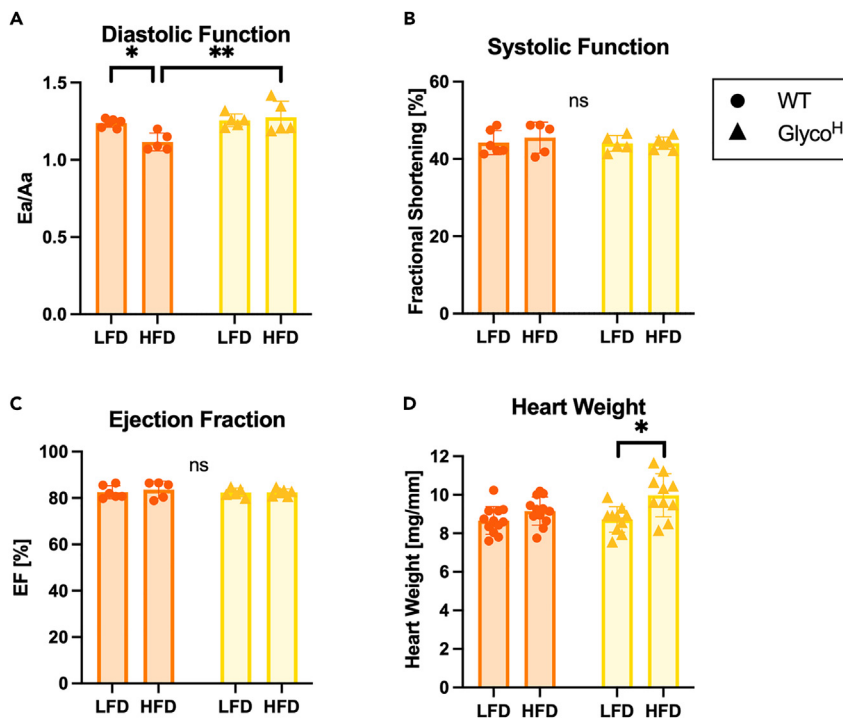 A
Diastolic Function
*
**
Ea/Aa
1.5
1.0
0.5
0.0
LFD HFD LFD HFD
B
Systolic Function
ns
Fractional Shortening [%]
60
40
20
0
LFD HFD LFD HFD
WT
Glyco^H
C
Ejection Fraction
ns
EF [%]
100
80
60
40
20
0
LFD HFD LFD HFD
D
Heart Weight
*
Heart Weight [mg/mm]
12
10
8
6
4
2
0
LFD HFD LFD HFD